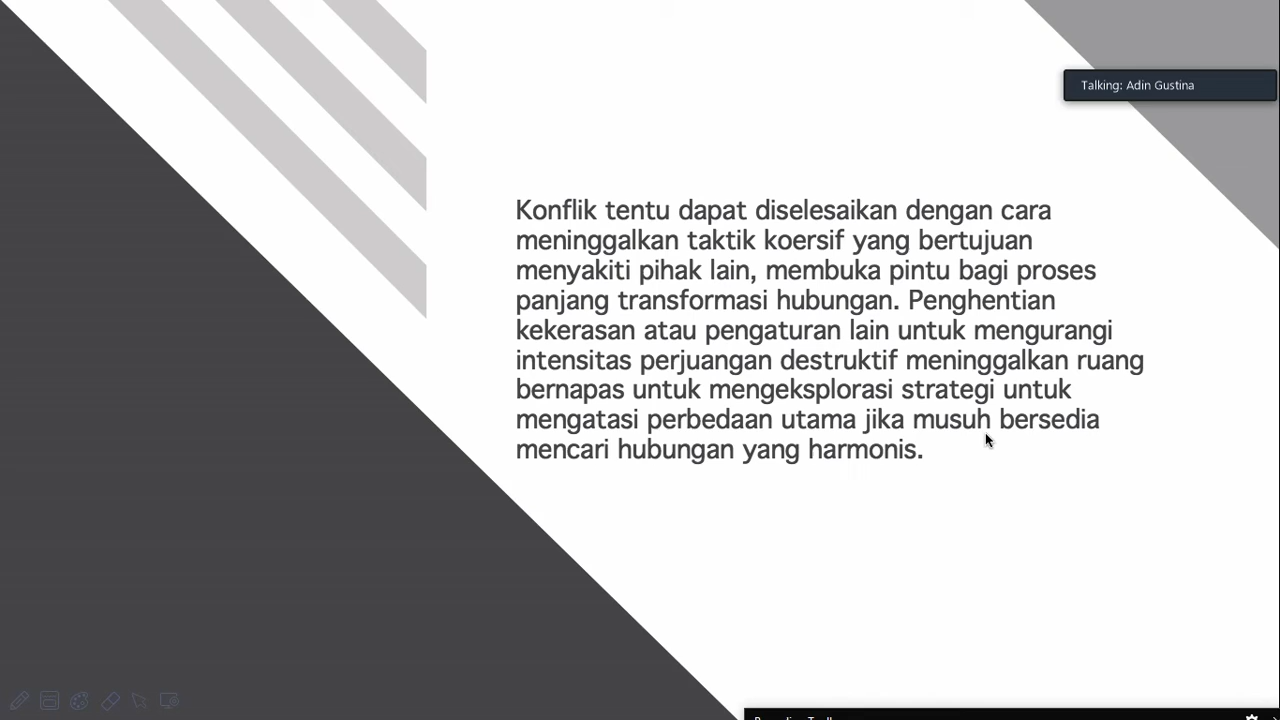 Talking: Adin Gustina
Konflik tentu dapat diselesaikan dengan cara
meninggalkan taktik koersif yang bertujuan
menyakiti pihak lain, membuka pintu bagi proses
panjang transformasi hubungan. Penghentian
kekerasan atau pengaturan lain untuk mengurangi
intensitas perjuangan destruktif meninggalkan ruang
bernapas untuk mengeksplorasi strategi untuk
mengatasi perbedaan utama jika musuh bersedia
mencari hubungan yang harmonis.